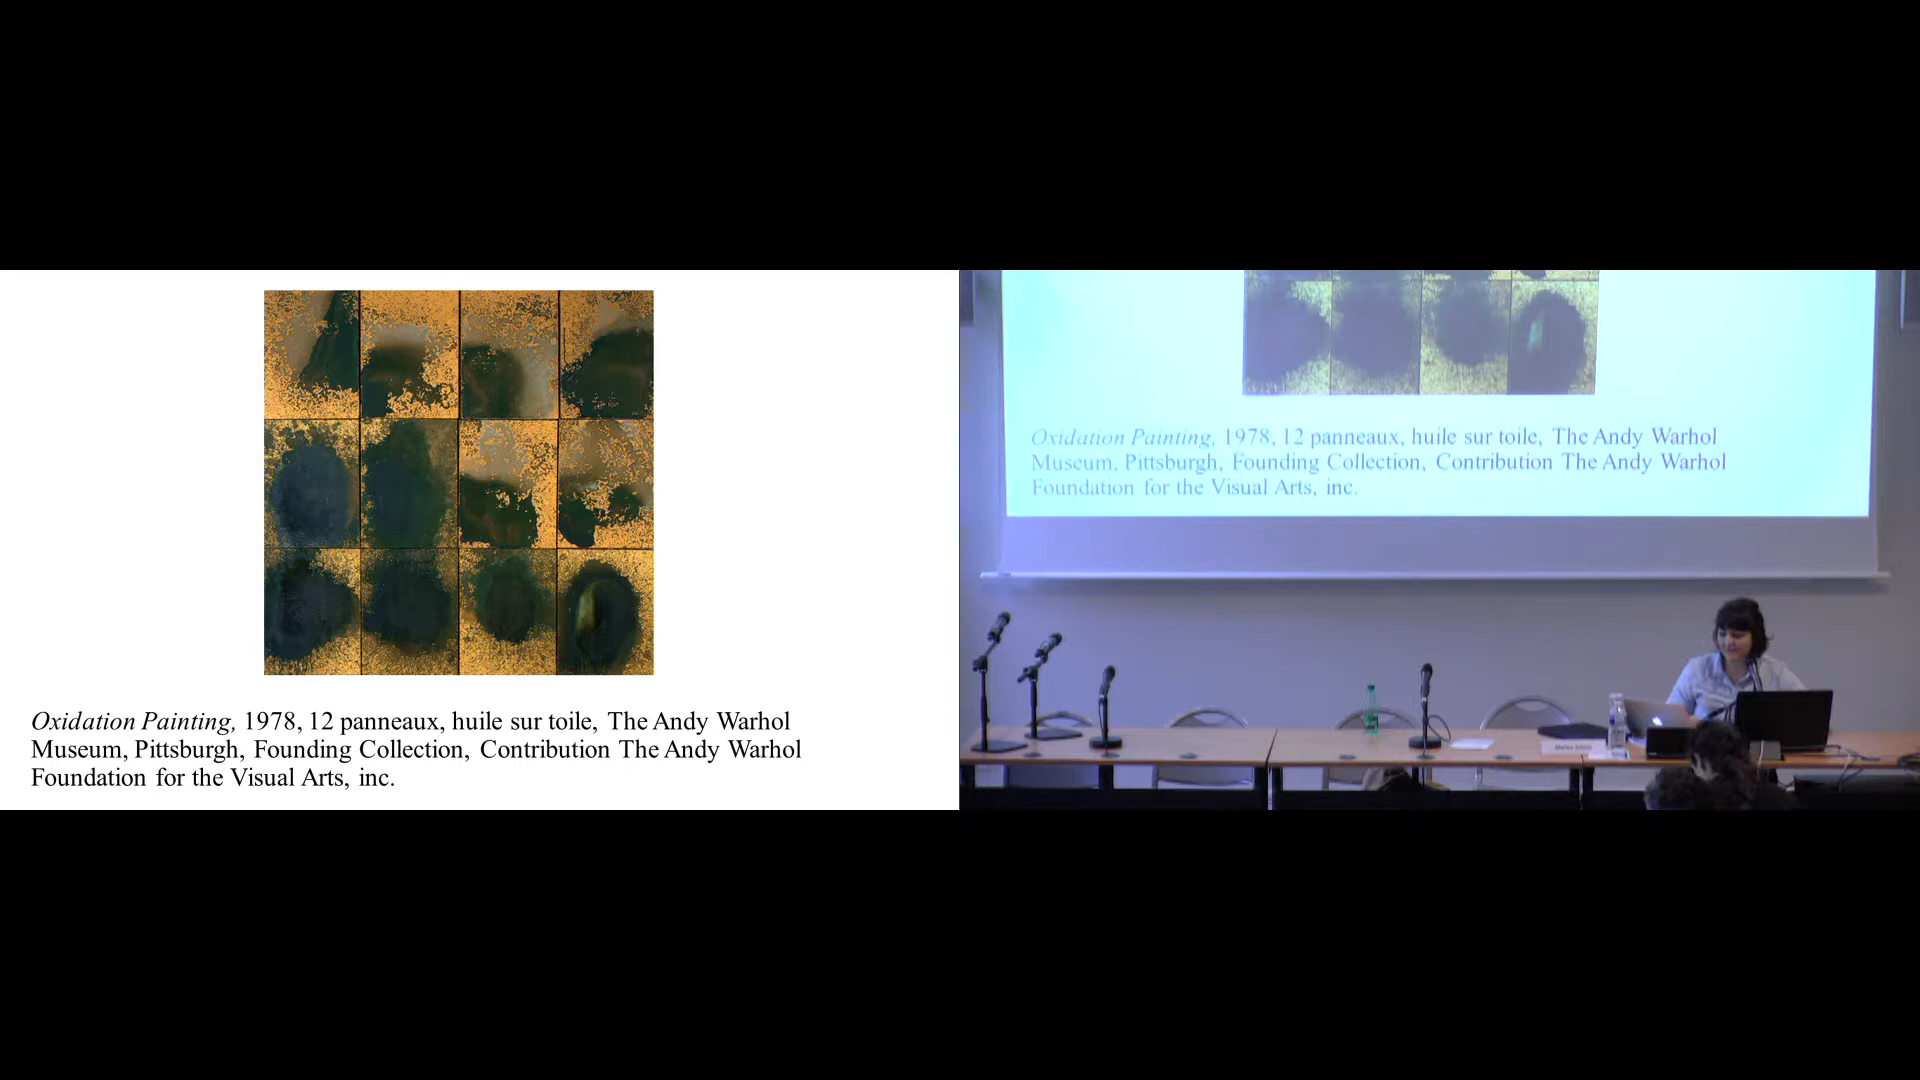 Oxidation Painting, 1978, 12 panneaux, huile sur toile, The Andy Warhol
Museum, Pittsburgh, Founding Collection, Contribution The Andy Warhol
Foundation for the Visual Arts, inc.
Oxidation Painting, 1978, 12 panneaux, huile sur toile, The Andy Warhol
Museum, Pittsburgh, Founding Collection, Contribution The Andy Warhol
Foundation for the Visual Arts, inc.